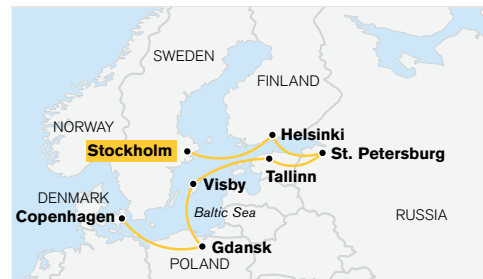 SWEDEN
FINLAND
NORWAY
Helsinki
Stockholm
St. Petersburg
Tallinn
Visby
DENMARK
Baltic Sea
Copenhagen
RUSSIA
Gdansk
POLAND